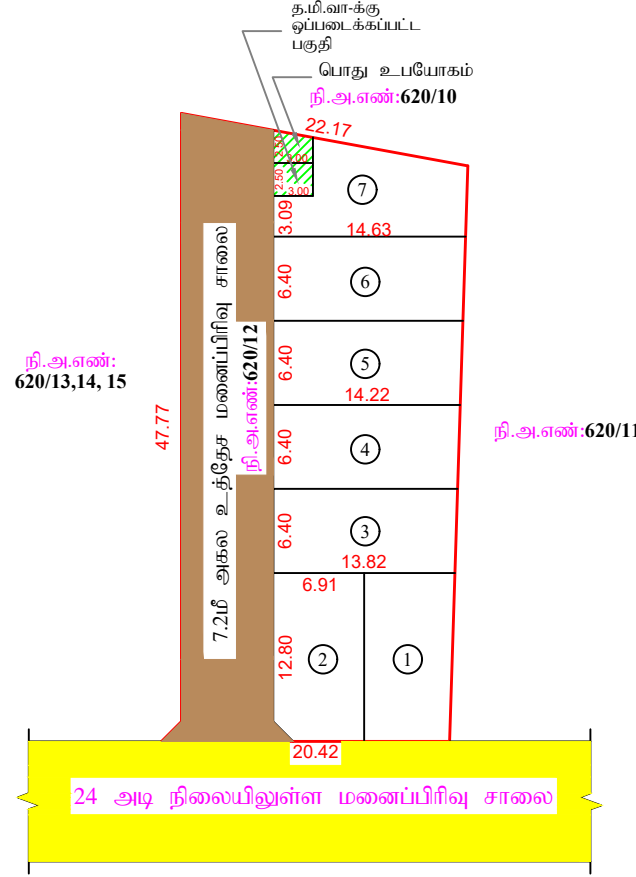 த.மி.வா-க்கு
ஒப்படைக்கப்பட்ட
பகுதி
பொது உபயோகம்
நி.அ.எண்:620/10
22.17
2.50
3.00
2.50
3.00
7
3.09
14.63
6.40
6
7.2மீ அகல உத்தேச மனைப்பிரிவு சாலை
நி.அ.எண்:620/12
நி.அ.எண்:
620/13,14, 15
6.40
5
14.22
47.77
6.40
4
நி.அ.எண்:620/11
6.40
3
13.82
6.91
12.80
2
1
20.42
24 அடி நிலையிலுள்ள மனைப்பிரிவு சாலை